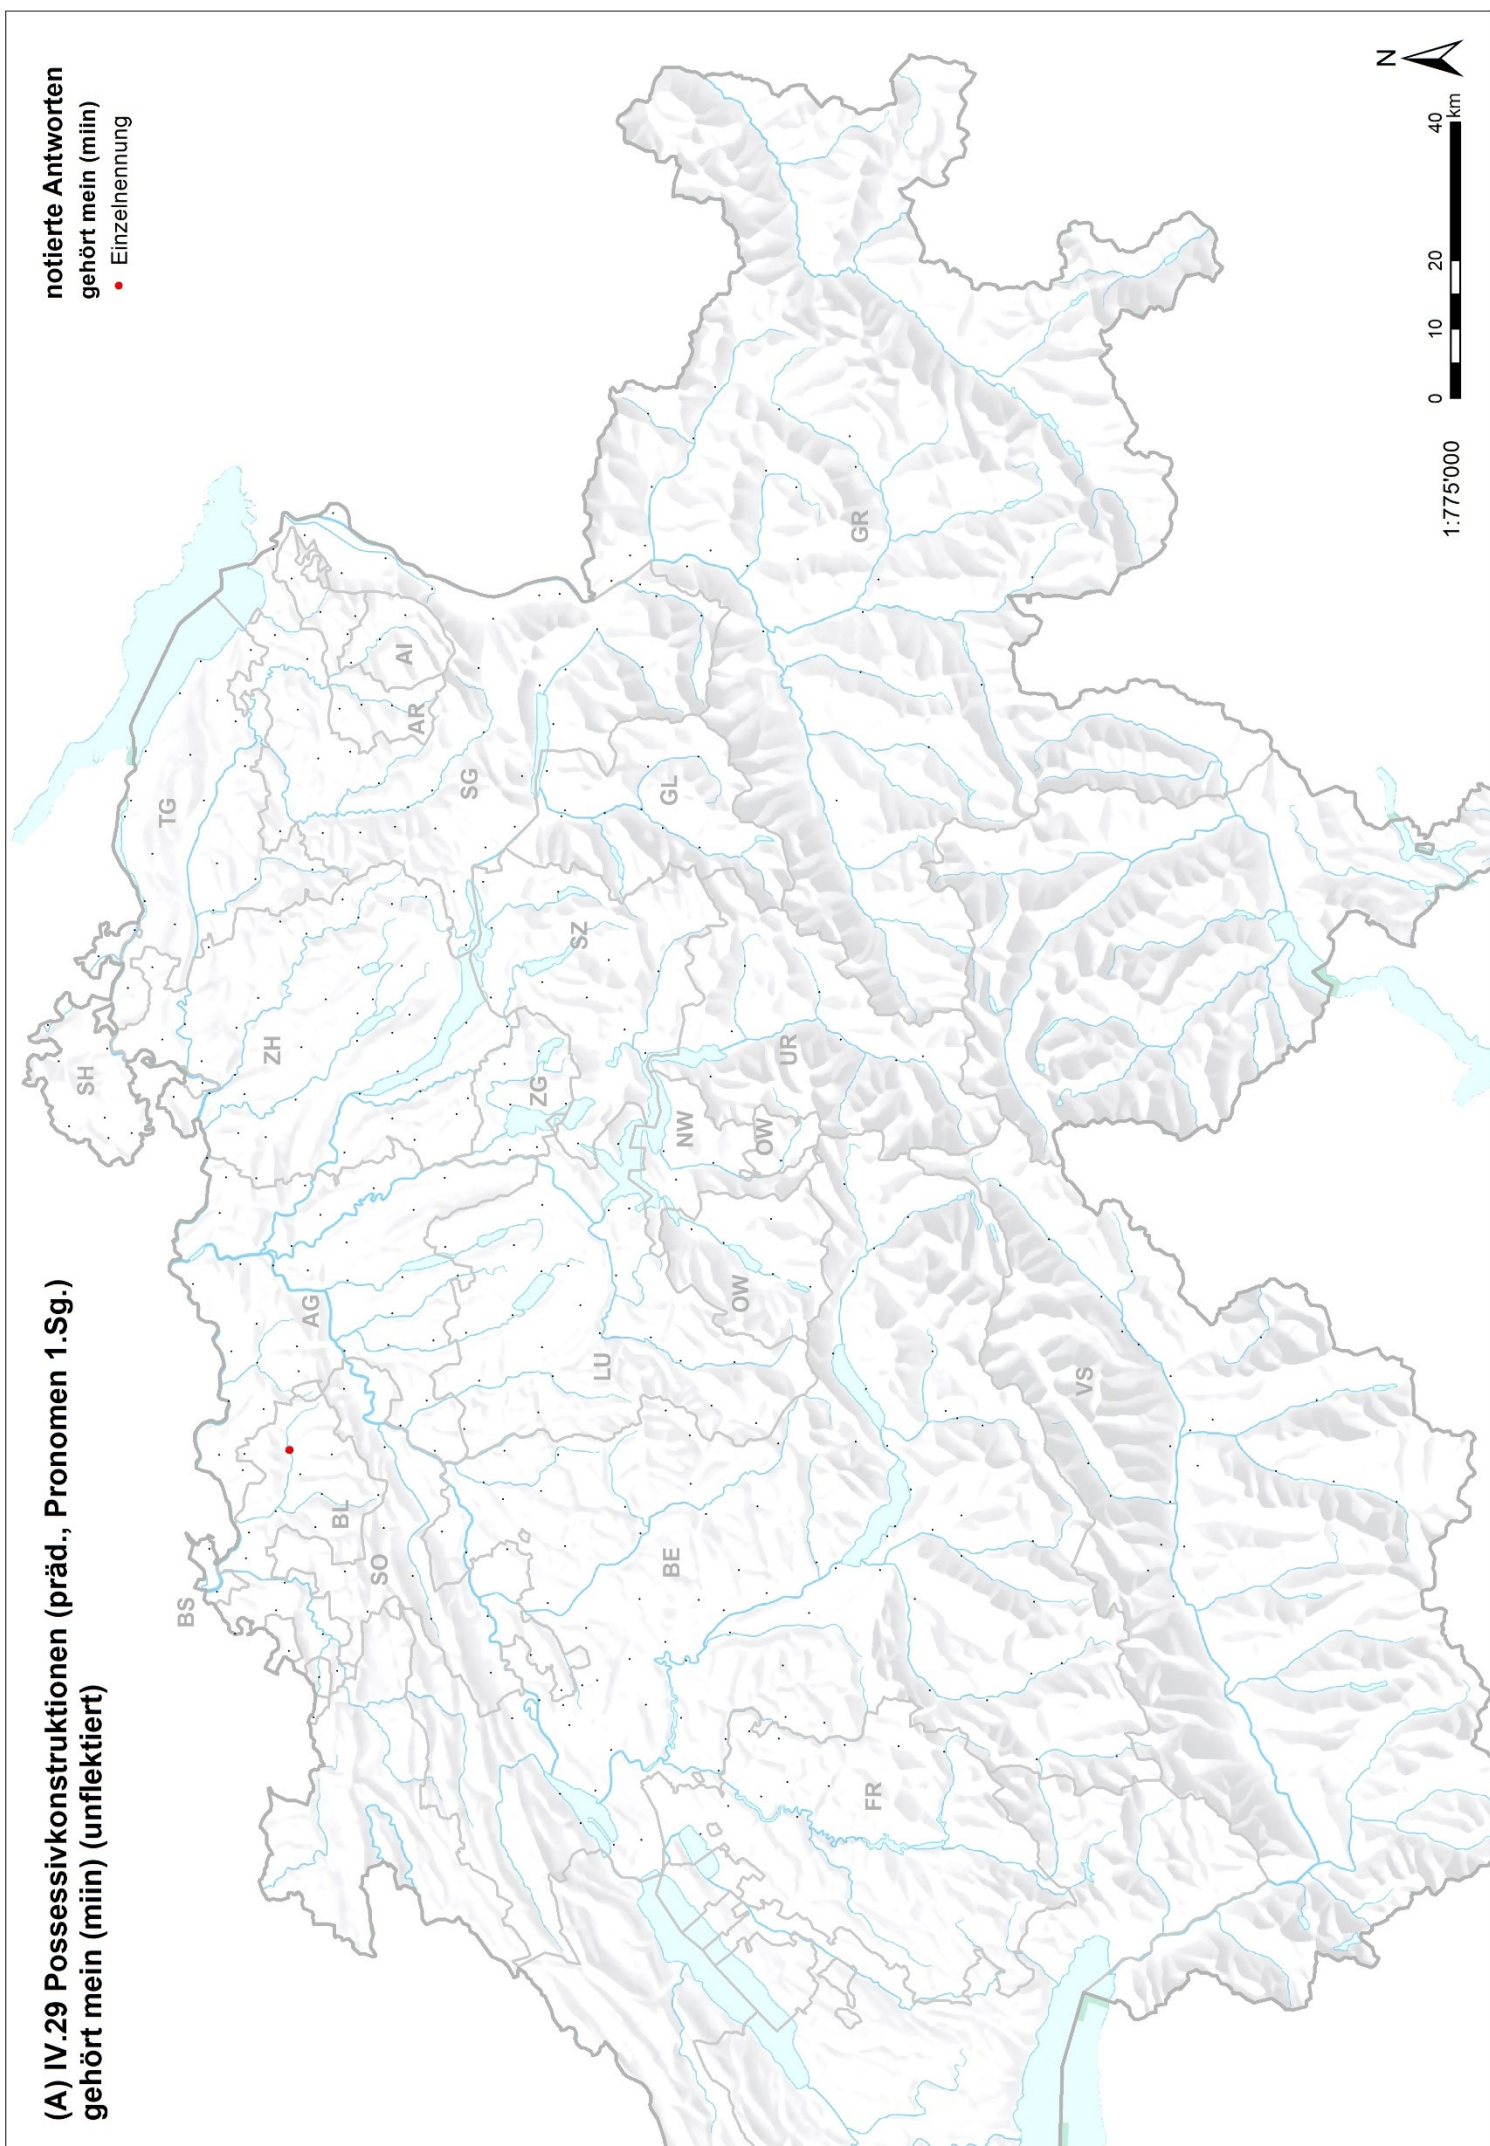 (A) IV.29 Possessivkonstruktionen (präd., Pronomen 1.Sg.)
gehört mein (miin) (unflektiert)
notierte Antworten
gehört mein (miin)
Einzelnennung
BS
SH
TG
BL
AG
ZH
SO
AR
AI
SG
ZG
SZ
LU
GL
BE
NW
OW
OW
UR
FR
GR
VS
N
1:775'000
0 10 20 40
km